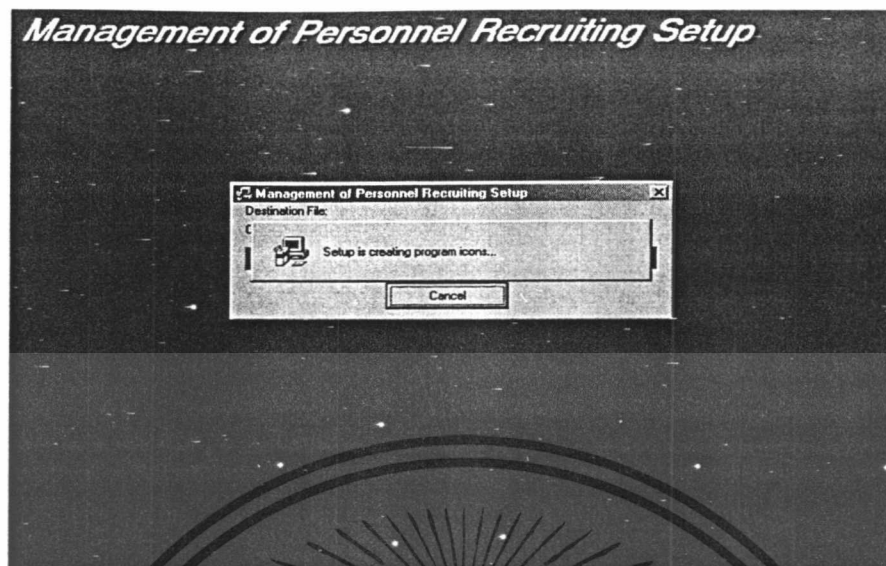 Management of Personnel Recruiting Setup
Management of Personnel Recruiting Setup
Destination File:
C
Setup is creating program icons...
Cancel